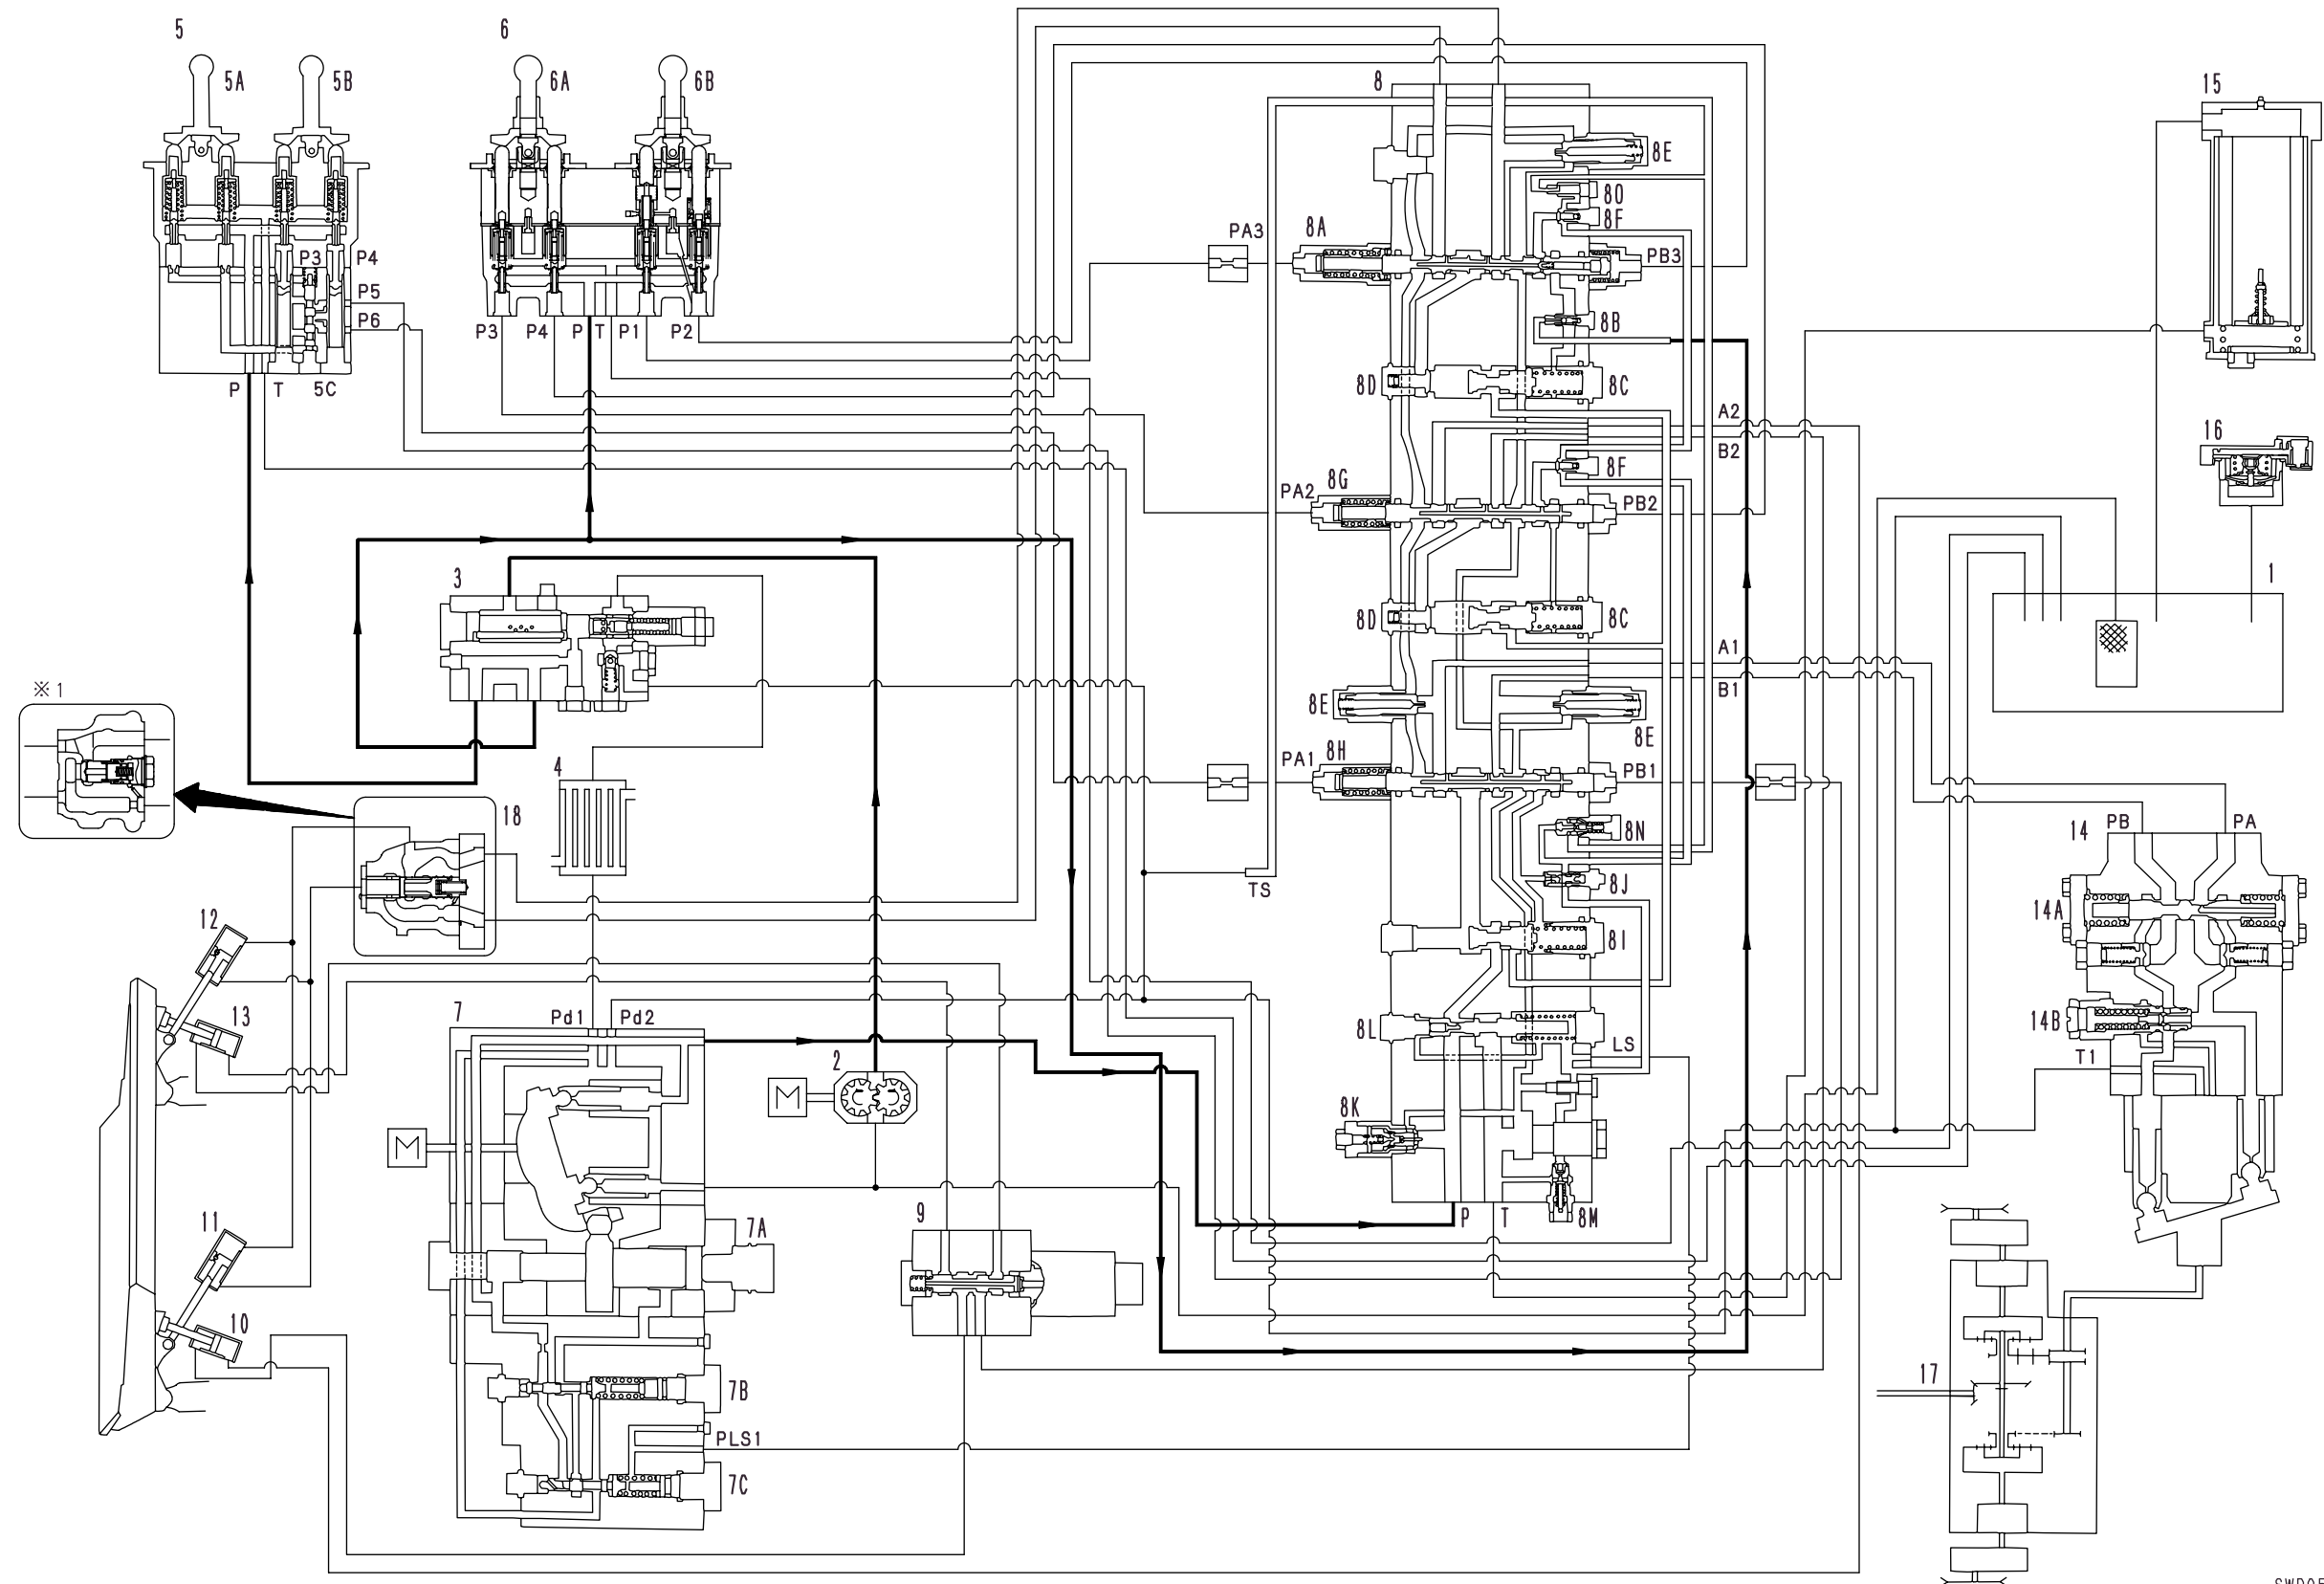 5
6
5A
5B
6A
6B
8
15
8E
8O
8F
PA3
8A
PB3
P3
P4
P5
P6
8B
P3
P4
P
T
P1
P2
P
T
5C
8D
8C
A2
16
B2
8F
PA2
8G
PB2
3
1
8D
8C
A1
※1
B1
8E
8E
PA1
8H
PB1
4
18
14
PB
PA
8N
8J
TS
12
14A
8I
13
7
Pd1
Pd2
8L
14B
LS
2
T1
M
8K
M
11
9
P
T
8M
7A
10
17
7B
PLS1
7C